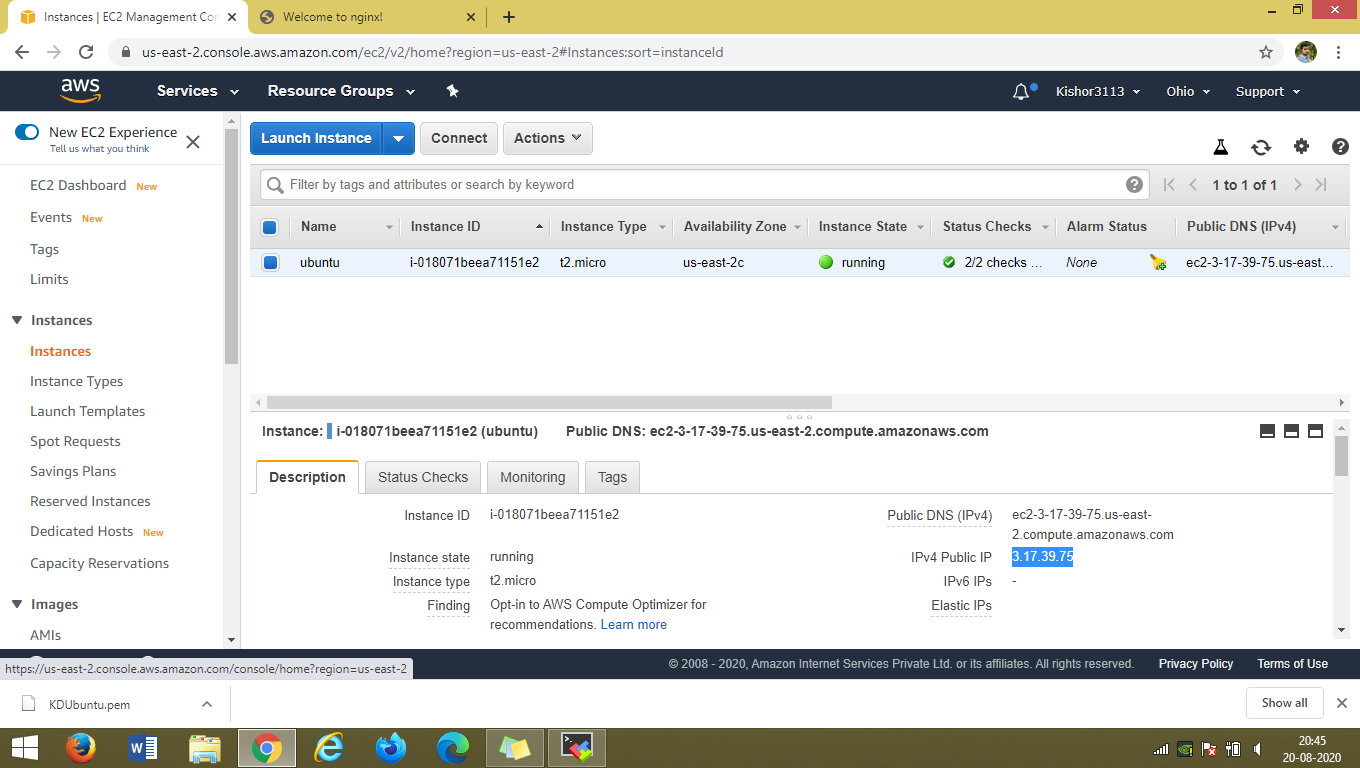 Instances | EC2 Management Con
Welcome to nginx!
us-east-2.console.aws.amazon.com/ec2/v2/home?region=us-east-2#Instances:sort=instanceId
aws Services Resource Groups Kishor3113 Ohio Support
New EC2 Experience
Tell us what you think
EC2 Dashboard New
Events New
Tags
Limits
Instances
Instances
Instance Types
Launch Templates
Spot Requests
Savings Plans
Reserved Instances
Dedicated Hosts New
Capacity Reservations
Images
AMIs
Launch Instance Connect Actions
Filter by tags and attributes or search by keyword
1 to 1 of 1
Name Instance ID Instance Type Availability Zone Instance State Status Checks Alarm Status Public DNS (IPv4)
ubuntu i-018071beea71151e2 t2.micro us-east-2c running 2/2 checks ... None ec2-3-17-39-75.us-east...
Instance: i-018071beea71151e2 (ubuntu) Public DNS: ec2-3-17-39-75.us-east-2.compute.amazonaws.com
Description Status Checks Monitoring Tags
Instance ID i-018071beea71151e2
Instance state running
Instance type t2.micro
Finding Opt-in to AWS Compute Optimizer for
recommendations. Learn more
Public DNS (IPv4) ec2-3-17-39-75.us-east-
2.compute.amazonaws.com
IPv4 Public IP 3.17.39.75
IPv6 IPs -
Elastic IPs
https://us-east-2.console.aws.amazon.com/console/home?region=us-east-2
© 2008 - 2020, Amazon Internet Services Private Ltd. or its affiliates. All rights reserved. Privacy Policy Terms of Use
KDUbuntu.pem
Show all
20:45
20-08-2020